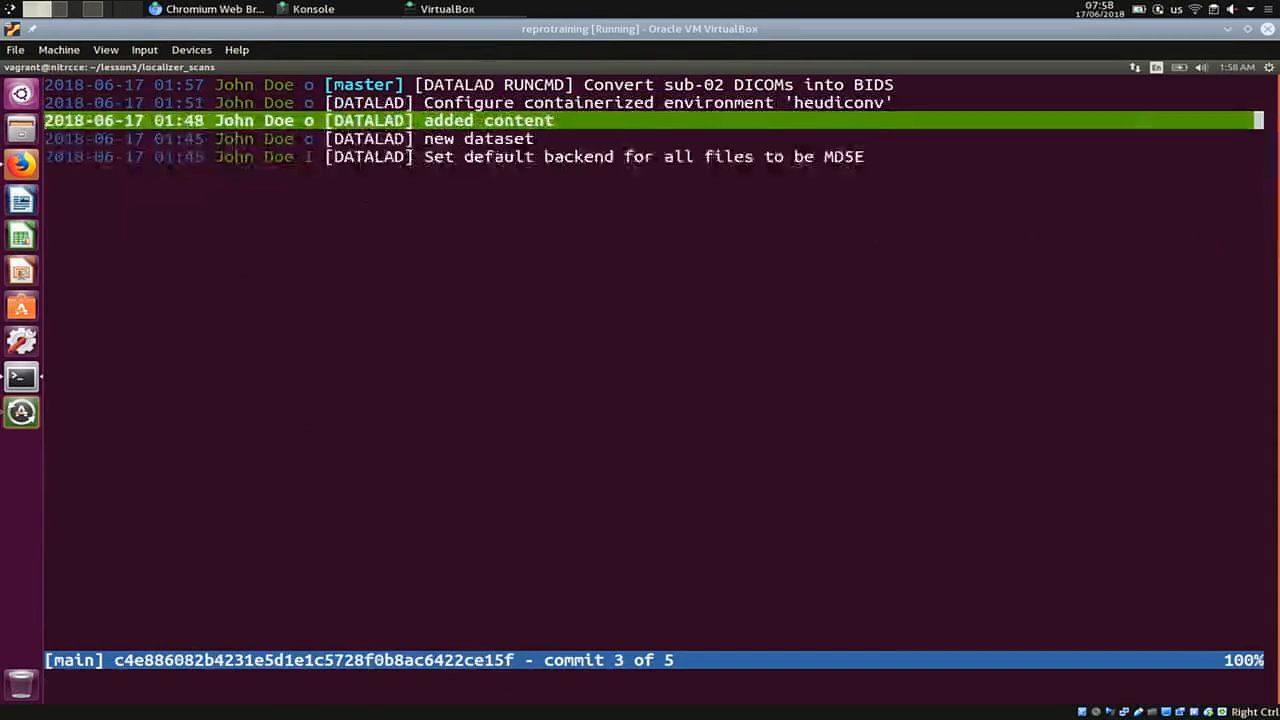 Chromium Web Br... Konsole VirtualBox 07:58
17/06/2018 us
reprotraining [Running] - Oracle VM VirtualBox
File Machine View Input Devices Help
vagrant@nitrcce: ~/lesson3/localizer_scans En 1:58 AM
2018-06-17 01:57 John Doe o [master] [DATALAD RUNCMD] Convert sub-02 DICOMs into BIDS
2018-06-17 01:51 John Doe o [DATALAD] Configure containerized environment 'heudiconv'
2018-06-17 01:48 John Doe o [DATALAD] added content
2018-06-17 01:45 John Doe o [DATALAD] new dataset
2018-06-17 01:45 John Doe I [DATALAD] Set default backend for all files to be MD5E
[main] c4e886082b4231e5d1e1c5728f0b8ac6422ce15f - commit 3 of 5 100%
Right Ctrl